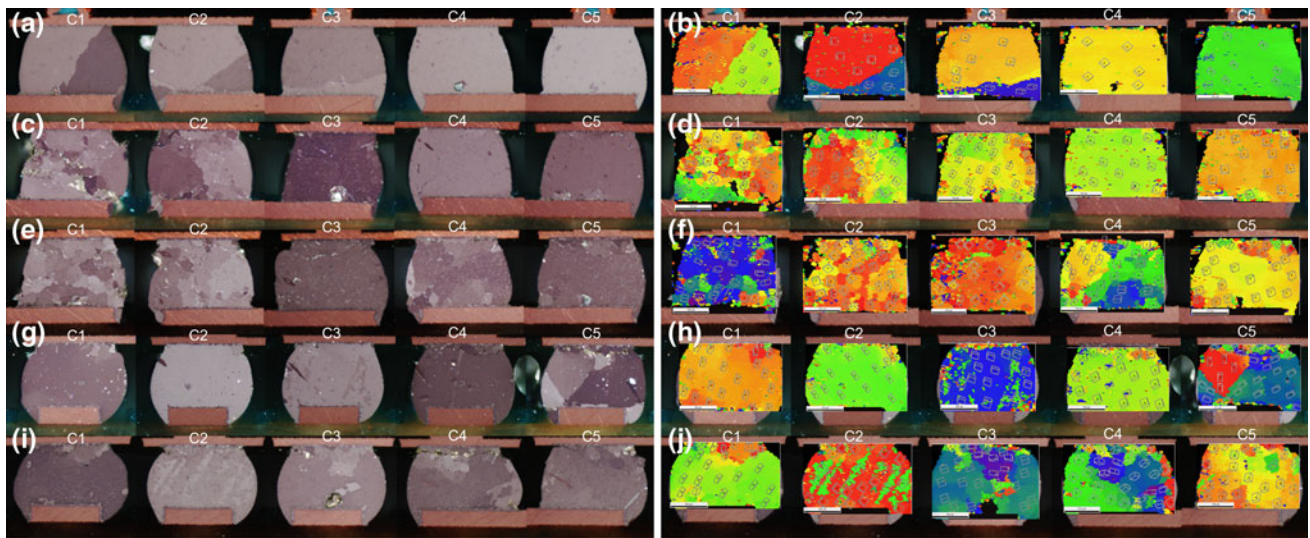 (a) C1 C2 C3 C4 C5
(b) C1 C2 C3 C4 C5
(c) C1 C2 C3 C4 C5
(d) C1 C2 C3 C4 C5
(e) C1 C2 C3 C4 C5
(f) C1 C2 C3 C4 C5
(g) C1 C2 C3 C4 C5
(h) C1 C2 C3 C4 C5
(i) C1 C2 C3 C4 C5
(j) C1 C2 C3 C4 C5